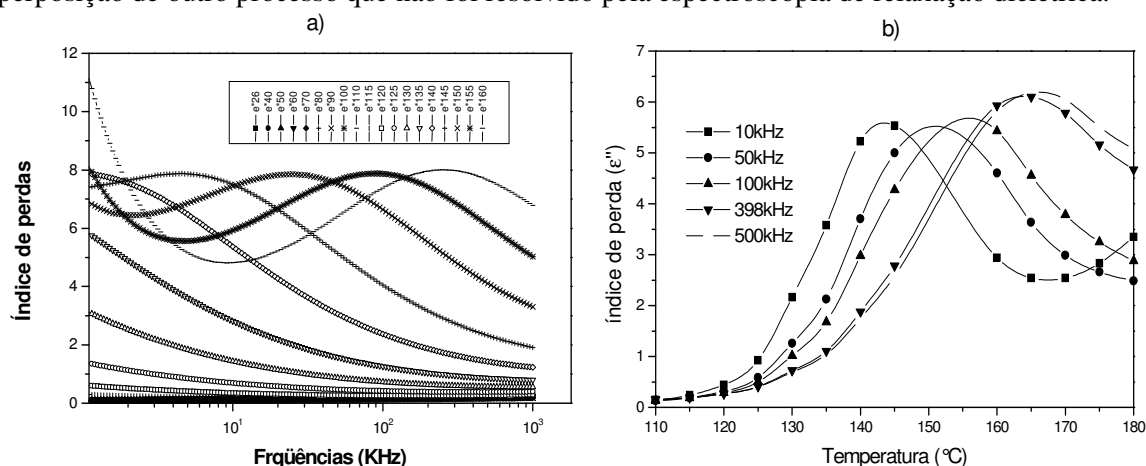 perposição de outro processo que não foi resolvido pela espectroscopia de relaxação dielétrica.
a)
12
10
8
6
4
2
0
Índice de perdas
e"26
e"40
e"50
e"60
e"70
e"80
e"90
e"100
e"110
e"115
e"120
e"125
e"130
e"135
e"140
e"145
e"150
e"155
e"160
10¹
10²
10³
Frqüências (KHz)
b)
7
6
5
4
3
2
1
0
índice de perda (ε")
10kHz
50kHz
100kHz
398kHz
500kHz
110 120 130 140 150 160 170 180
Temperatura (°C)